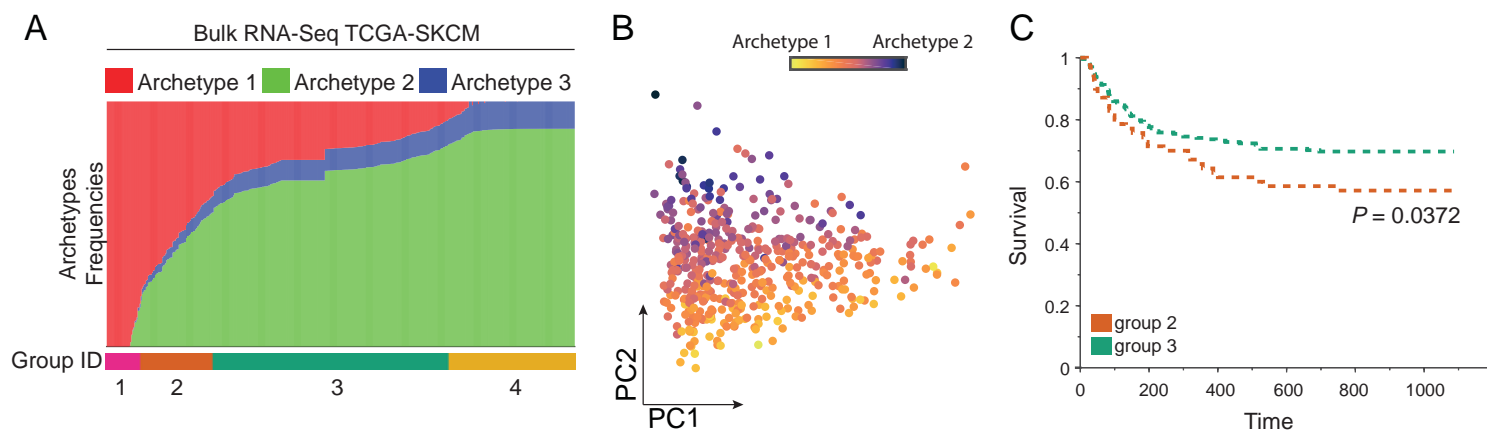 A
Bulk RNA-Seq TCGA-SKCM
Archetype 1 Archetype 2 Archetype 3
Archetypes
Frequencies
Group ID
1 2 3 4
B
Archetype 1 Archetype 2
PC2
PC1
C
Survival
1
0.8
0.6
0.4
0.2
0
P = 0.0372
group 2
group 3
0 200 400 600 800 1000
Time